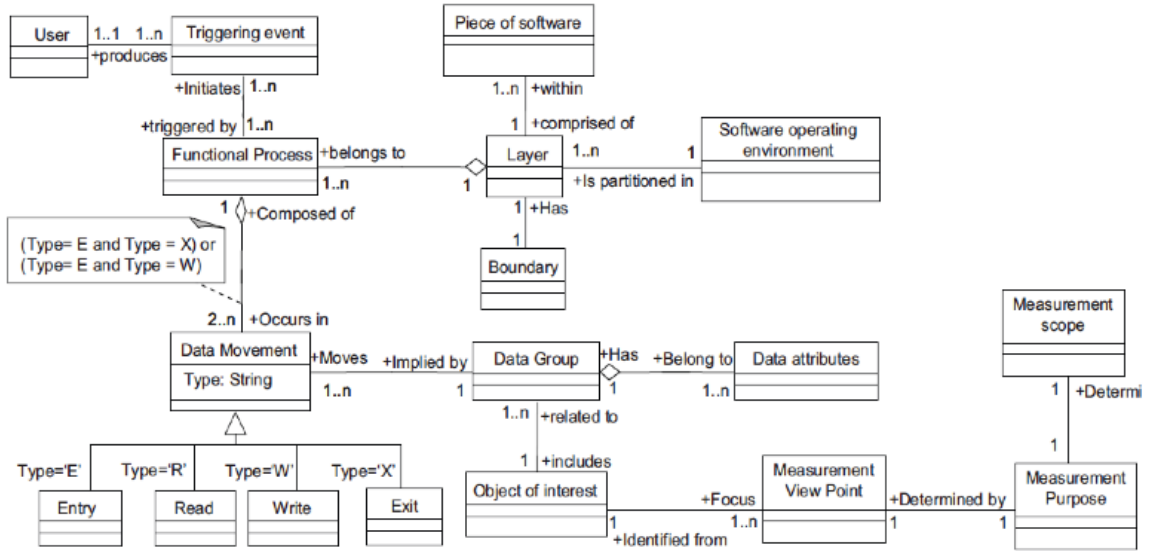 User
1..1
1..n
+produces
Triggering event
Piece of software
+Initiates
1..n
1..n
+within
+triggered by
1..n
1
+comprised of
Functional Process
+belongs to
1..n
1
Layer
1..n
1
+Is partitioned in
Software operating
environment
1
+Composed of
1
+Has
(Type= E and Type = X) or
(Type= E and Type = W)
1
Boundary
2..n
+Occurs in
Data Movement
Type: String
+Moves
1..n
+Implied by
1
Data Group
+Has
1
+Belong to
1..n
Data attributes
Measurement
scope
1
+Determi
1
1..n
+related to
1
+includes
Type='E'
Type='R'
Type='W'
Type='X'
Entry
Read
Write
Exit
Object of interest
+Focus
1
1..n
+Identified from
Measurement
View Point
+Determined by
1
1
Measurement
Purpose